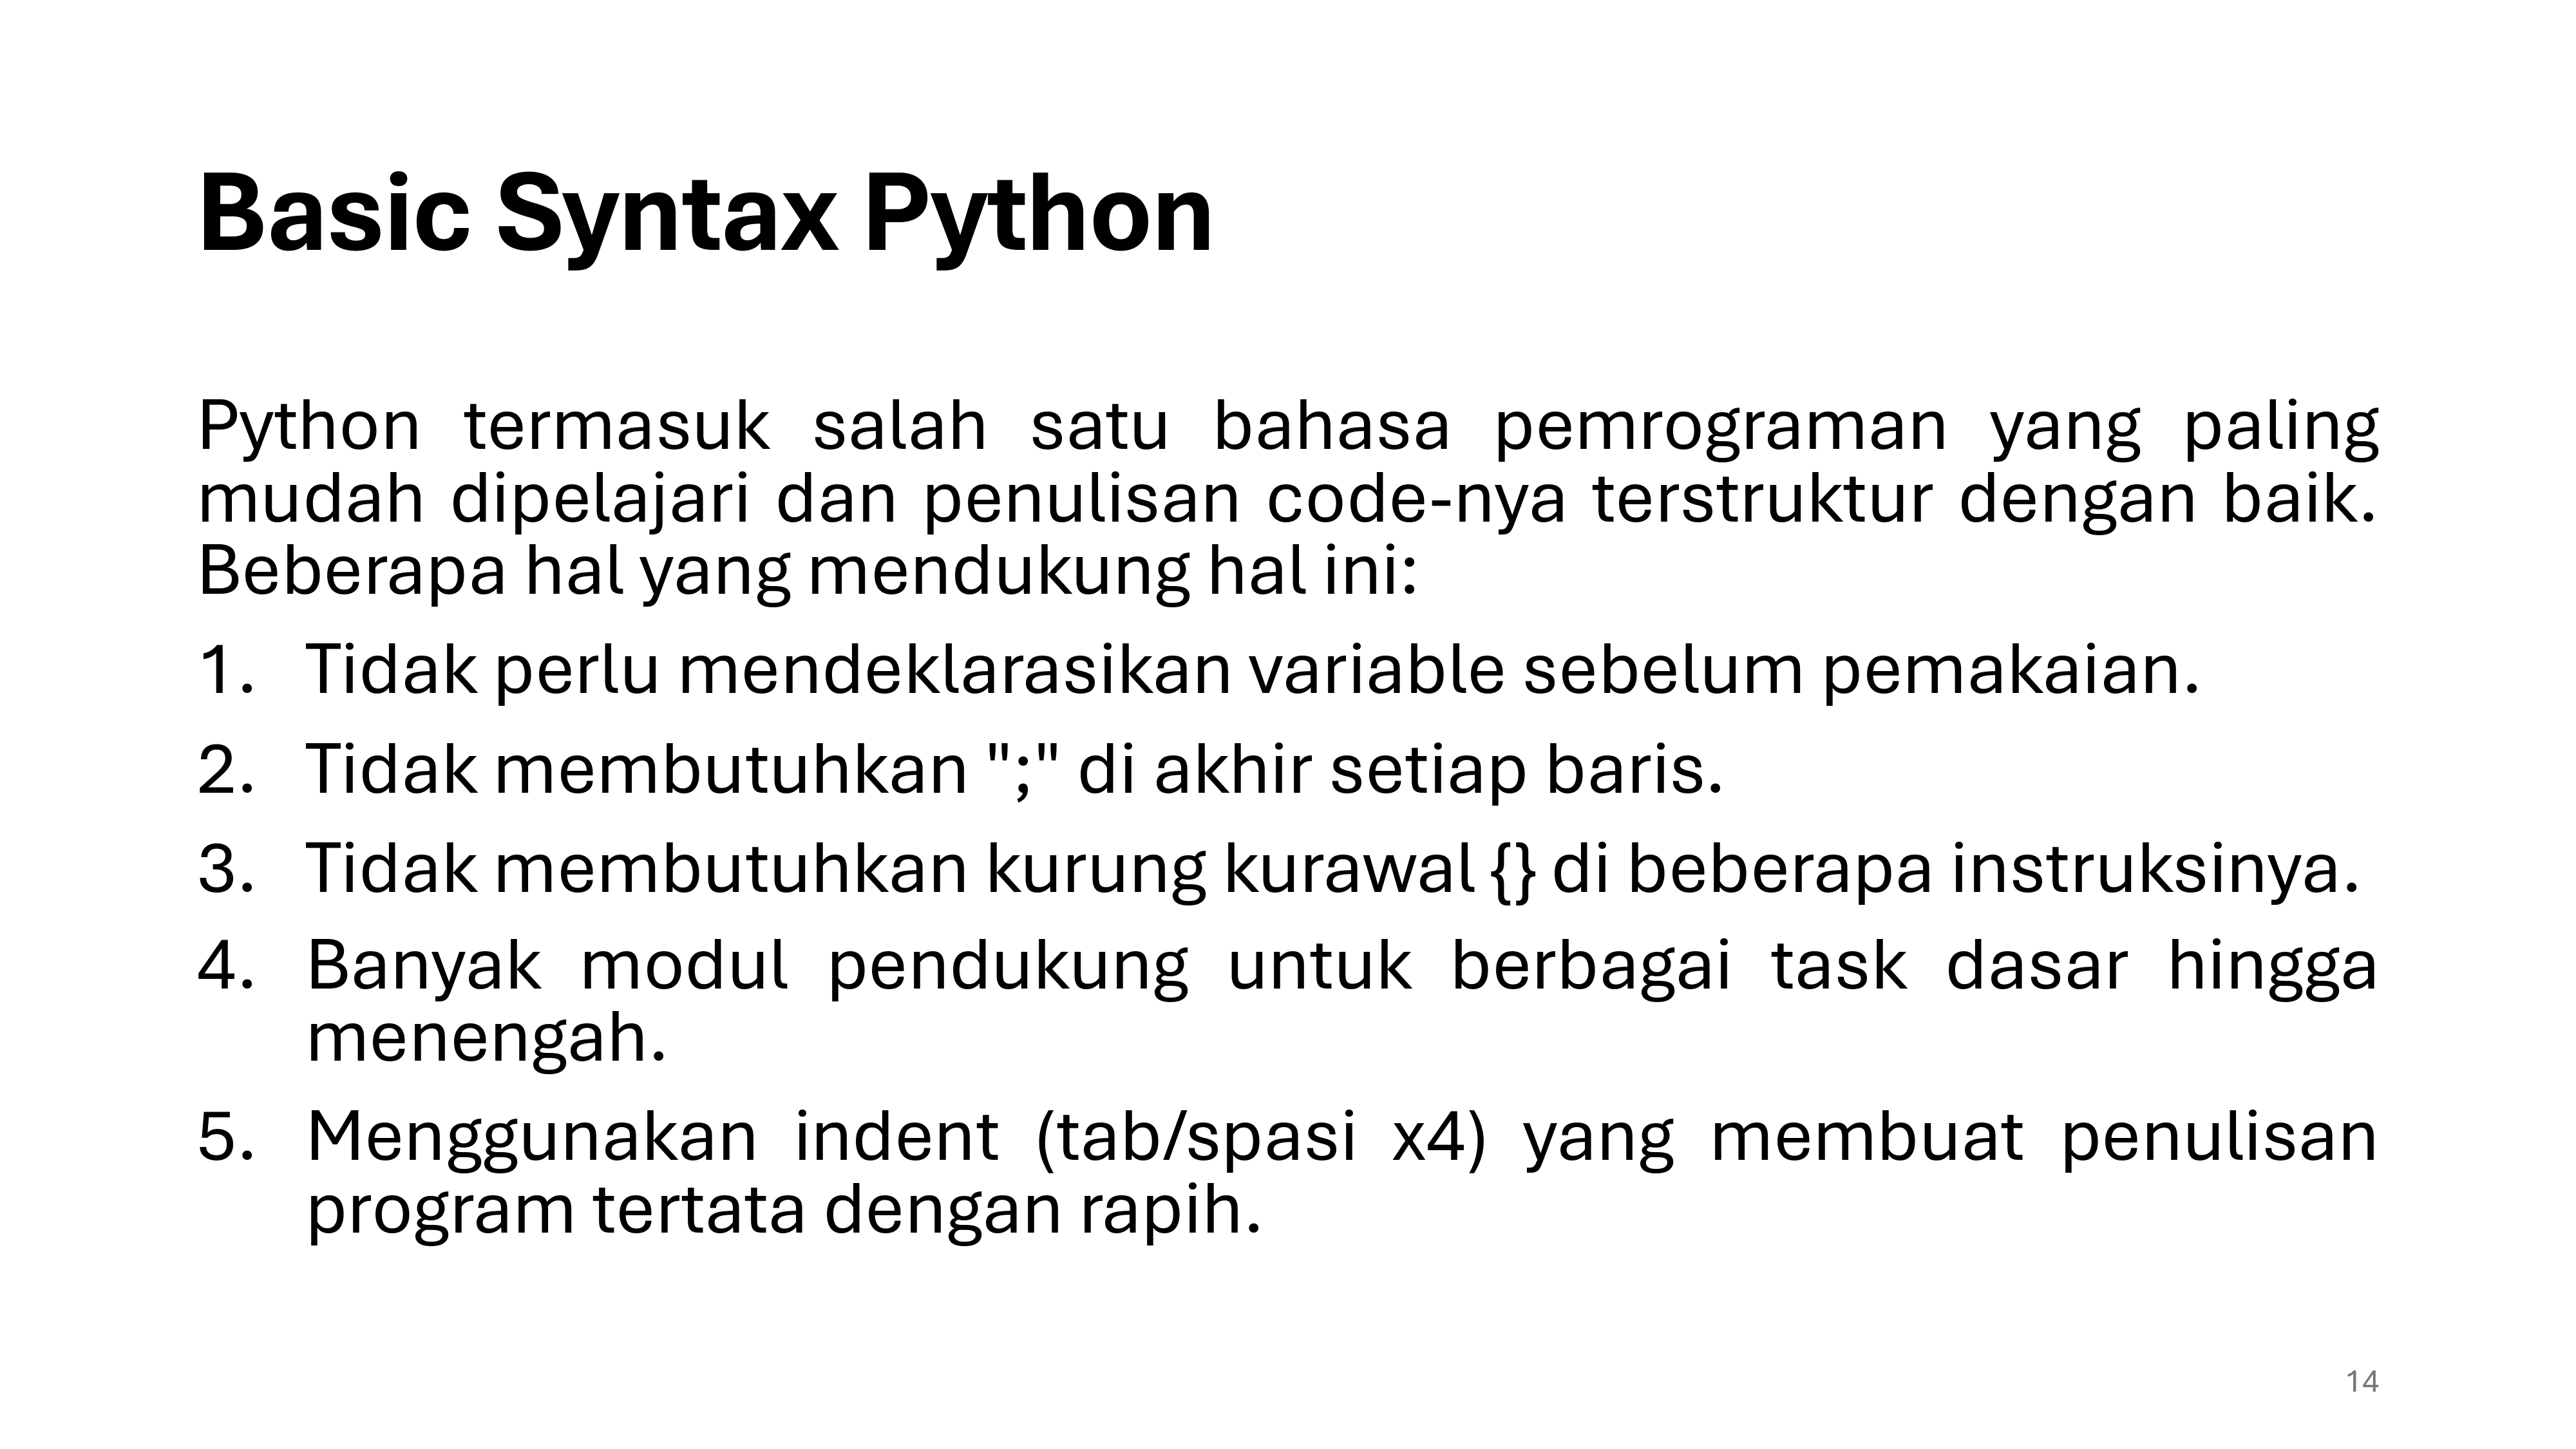 Basic Syntax Python
Python termasuk salah satu bahasa pemrograman yang paling
mudah dipelajari dan penulisan code-nya terstruktur dengan baik.
Beberapa hal yang mendukung hal ini:
1. Tidak perlu mendeklarasikan variable sebelum pemakaian.
2. Tidak membutuhkan ";" di akhir setiap baris.
3. Tidak membutuhkan kurung kurawal {} di beberapa instruksinya.
4. Banyak modul pendukung untuk berbagai task dasar hingga
menengah.
5. Menggunakan indent (tab/spasi x4) yang membuat penulisan
program tertata dengan rapih.
14